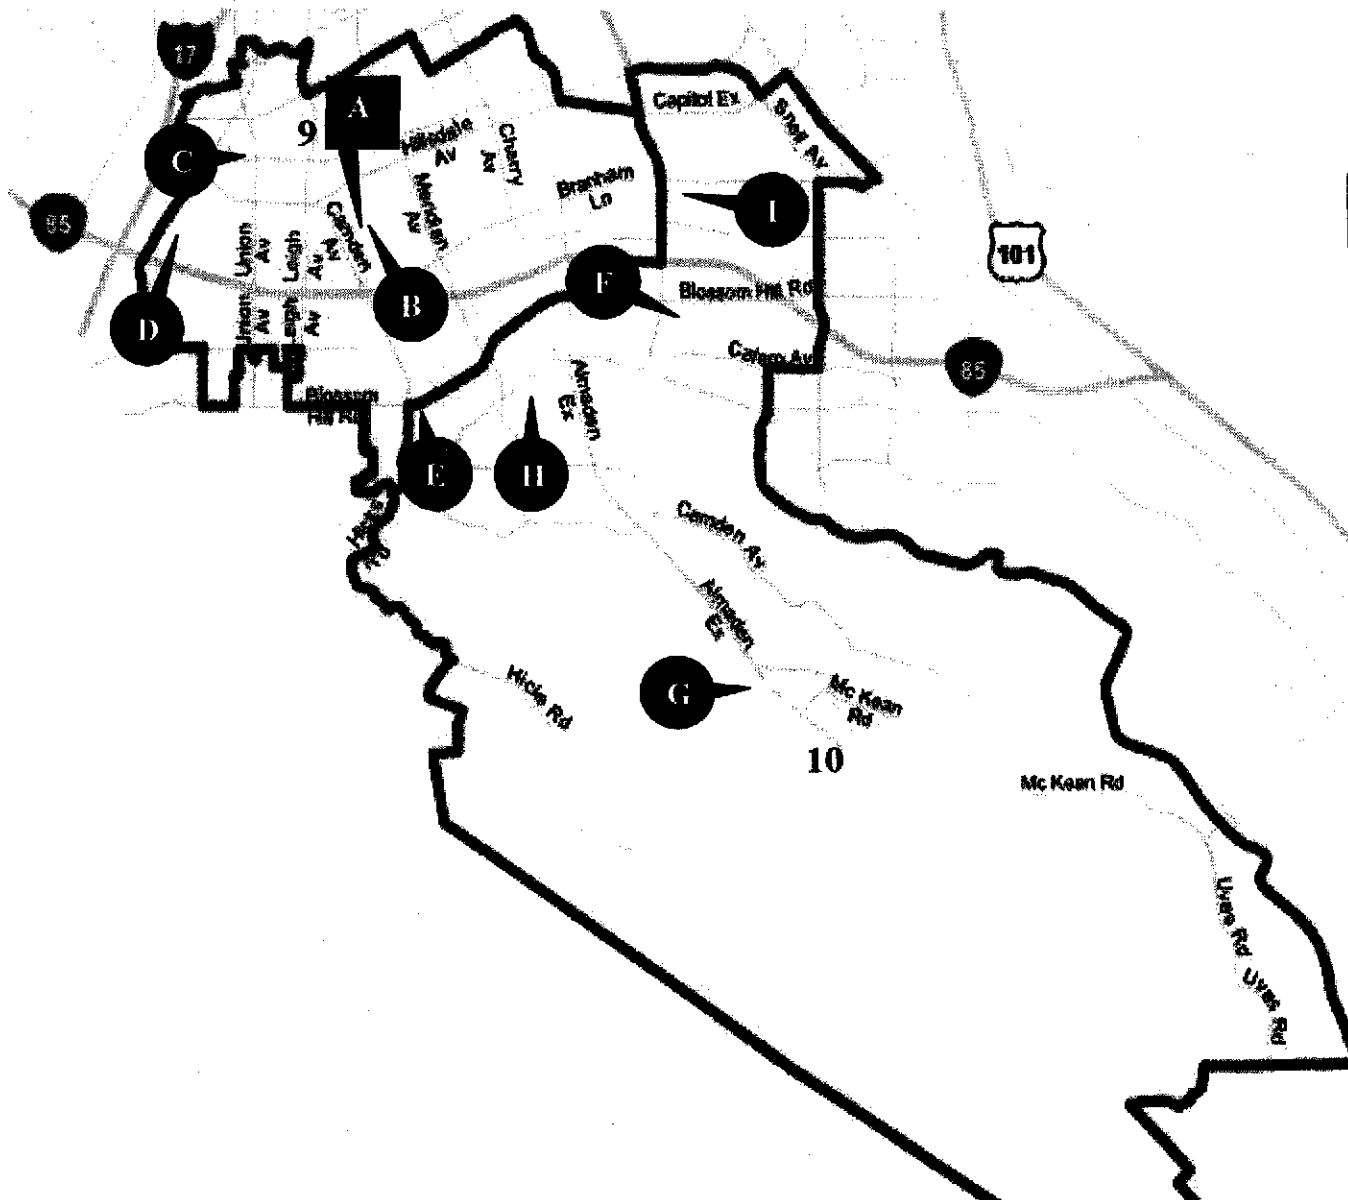 17
Capitol Ex
Snell Av
A
9
Hillsdale
Av
Cherry
Av
C
Branham
Ln
Meridian
Av
I
85
Camden
Av
Union
Av
Leigh
Av
101
F
Blossom Hill Rd
B
D
Union
Av
Leigh
Av
85
Almaden
Ex
Blossom
Hill Rd
E
H
Camden Av
Almaden
Ex
Hicks Rd
G
Mc Kean
Rd
10
Mc Kean Rd
Uvas Rd
Uvas Rd